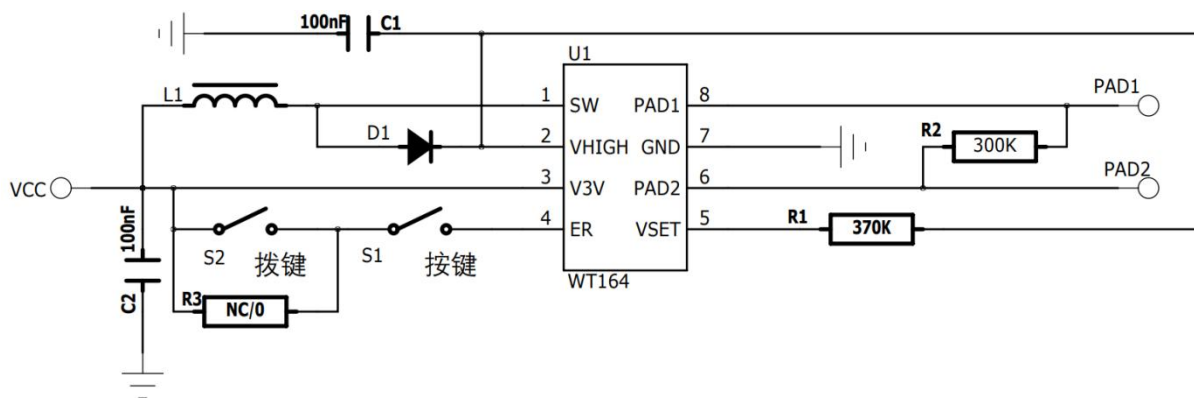 100nF C1
U1
L1
1 SW PAD1 8 PAD1
D1
2 VHIGH GND 7 R2 300K
VCC 3 V3V PAD2 6 PAD2
100nF
4 ER VSET 5 R1 370K
S2 拨键 S1 按键
WT164
C2 R3 NC/0